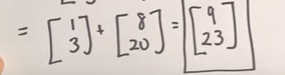 = [1 3] + [8 20] = [9 23]